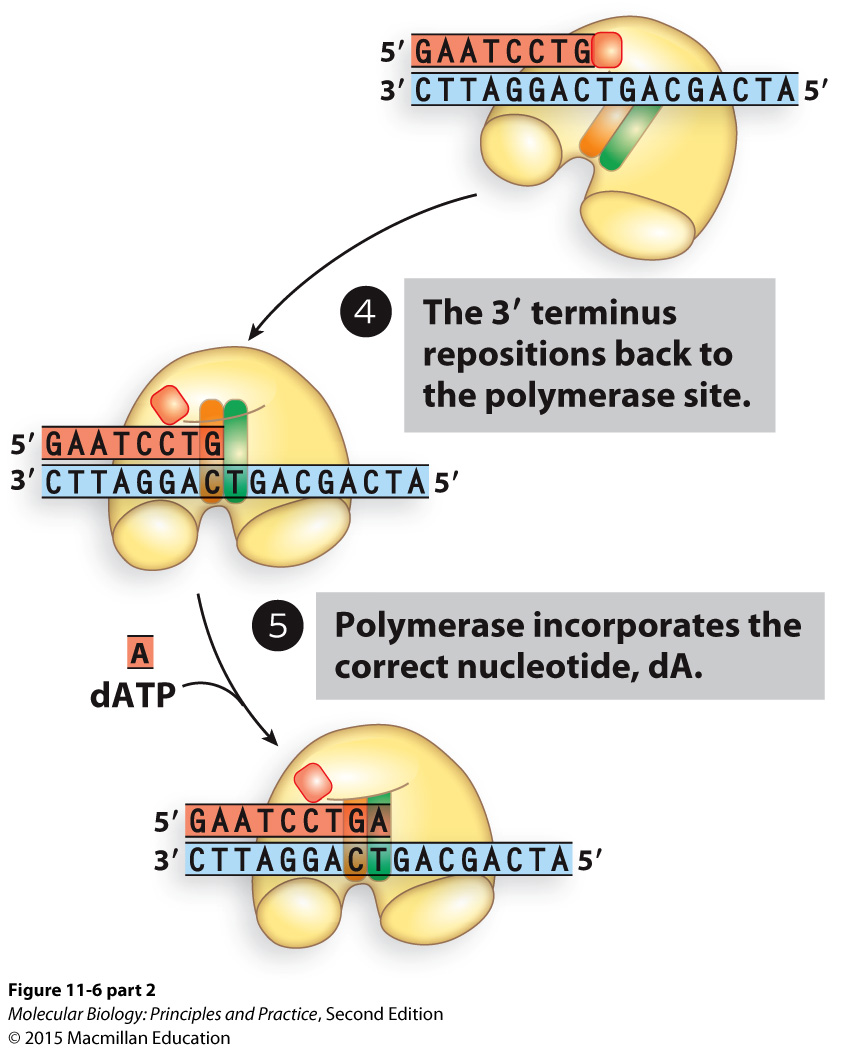 5′ GAATCCTG
3′ CTTAGGACTGACGACTA 5′
4 The 3′ terminus
repositions back to
the polymerase site.
5′ GAATCCTG
3′ CTTAGGACTGACGACTA 5′
5 Polymerase incorporates the
correct nucleotide, dA.
A
dATP
5′ GAATCCTGA
3′ CTTAGGACTGACGACTA 5′
Figure 11-6 part 2
Molecular Biology: Principles and Practice, Second Edition
© 2015 Macmillan Education